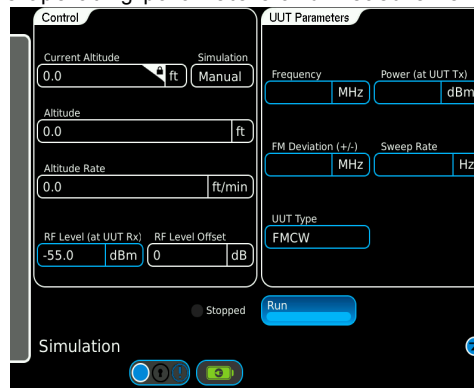 Control
Current Altitude
Simulation
0.0 ft
Manual
Altitude
0.0 ft
Altitude Rate
0.0 ft/min
RF Level (at UUT Rx)
RF Level Offset
-55.0 dBm
0 dB
UUT Parameters
Frequency
Power (at UUT Tx)
MHz
dBm
FM Deviation (+/-)
Sweep Rate
MHz
Hz
UUT Type
FMCW
Stopped
Run
Simulation